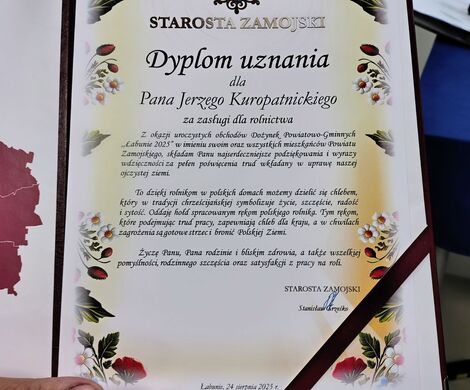 STAROSTA ZAMOJSKI
Dyplom uznania
dla
Pana Jerzego Kuropatnickiego
za zasługi dla rolnictwa
Z okazji uroczystych obchodów Dożynek Powiatowo-Gminnych
„Łabunie 2025" w imieniu swoim oraz wszystkich mieszkańców Powiatu
Zamojskiego, składam Panu najserdeczniejsze podziękowania i wyrazy
wdzięczności za pełen poświęcenia trud wkładany w uprawę naszej
ojczystej ziemi.
To dzięki rolnikom w polskich domach możemy dzielić się chlebem,
który w tradycji chrześcijańskiej symbolizuje życie, szczęście, radość
i sytość. Oddaję hołd spracowanym rękom polskiego rolnika. Tym rękom,
które podejmując trud pracy, zapewniają chleb dla kraju, a w chwilach
zagrożenia są gotowe strzec i bronić Polskiej Ziemi.
Życzę Panu, Pana rodzinie i bliskim zdrowia, a także wszelkiej
pomyślności, rodzinnego szczęścia oraz satysfakcji z pracy na roli.
STAROSTA ZAMOJSKI
Stanisław Grześko
Łabunie, 24 sierpnia 2025 r.